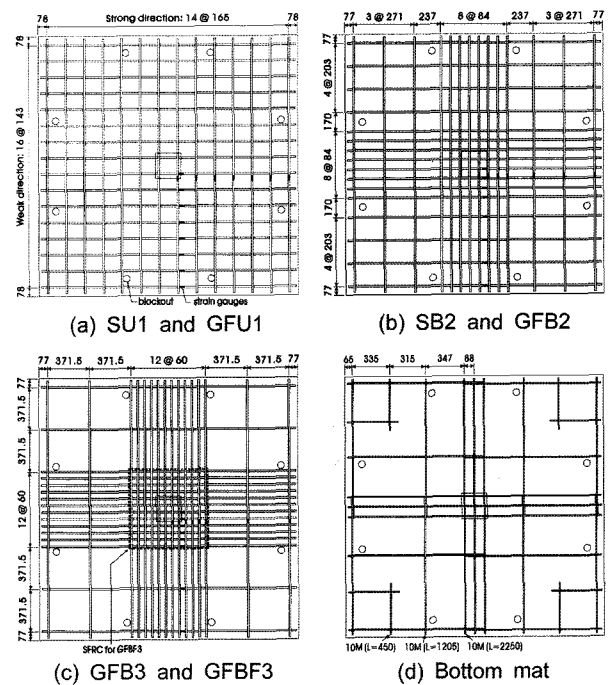 78 Strong direction: 14 @ 165 78
78
Weak direction: 16 @ 143
78
blockout strain gauges
(a) SU1 and GFU1
77 3 @ 271 237 8 @ 84 237 3 @ 271 77
77
4 @ 203
170
8 @ 84
170
4 @ 203
77
(b) SB2 and GFB2
77 371.5 371.5 12 @ 60 371.5 371.5 77
77
371.5
371.5
12 @ 60
371.5
371.5
77
SFRC for GFBF3
(c) GFB3 and GFBF3
65 335 315 347 88
10M (L=450) 10M (L=1205) 10M (L=2250)
(d) Bottom mat